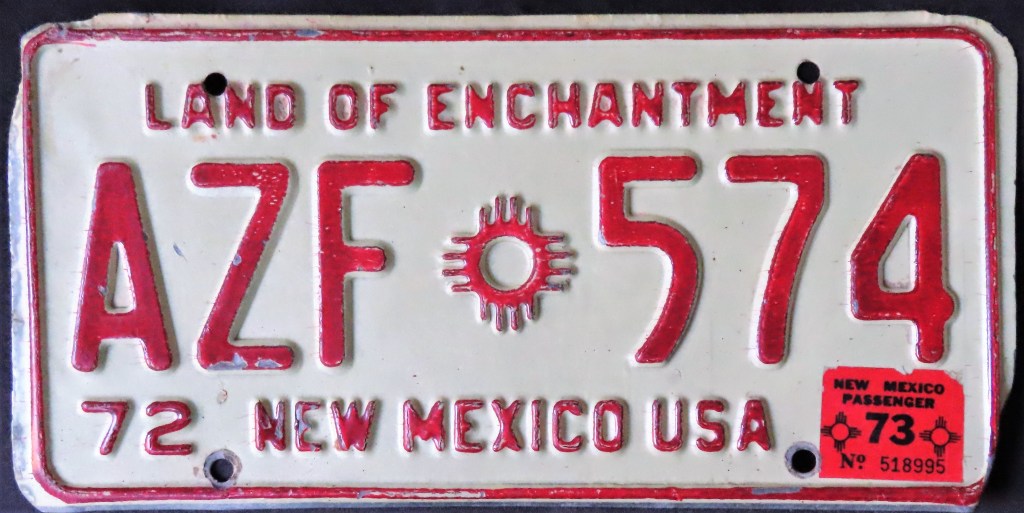 LAND OF ENCHANTMENT
AZF 574
72 NEW MEXICO USA
NEW MEXICO
PASSENGER
73
Nº 518995